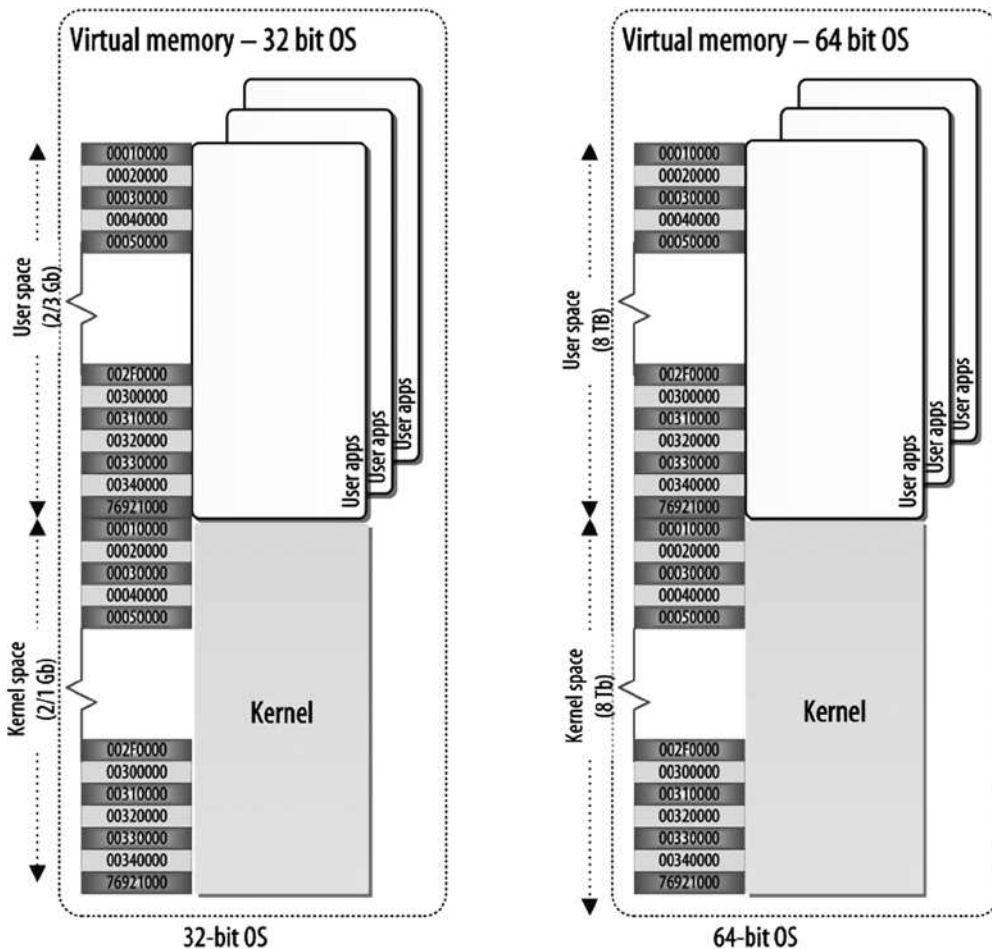 Virtual memory – 32 bit OS
00010000
00020000
00030000
00040000
00050000
User space
(2/3 Gb)
002F0000
00300000
00310000
00320000
00330000
00340000
76921000
User apps
User apps
User apps
00010000
00020000
00030000
00040000
00050000
Kernel space
(2/1 Gb)
Kernel
002F0000
00300000
00310000
00320000
00330000
00340000
76921000
32-bit OS
Virtual memory – 64 bit OS
00010000
00020000
00030000
00040000
00050000
User space
(8 TB)
002F0000
00300000
00310000
00320000
00330000
00340000
76921000
User apps
User apps
User apps
00010000
00020000
00030000
00040000
00050000
Kernel space
(8 Tb)
Kernel
002F0000
00300000
00310000
00320000
00330000
00340000
76921000
64-bit OS